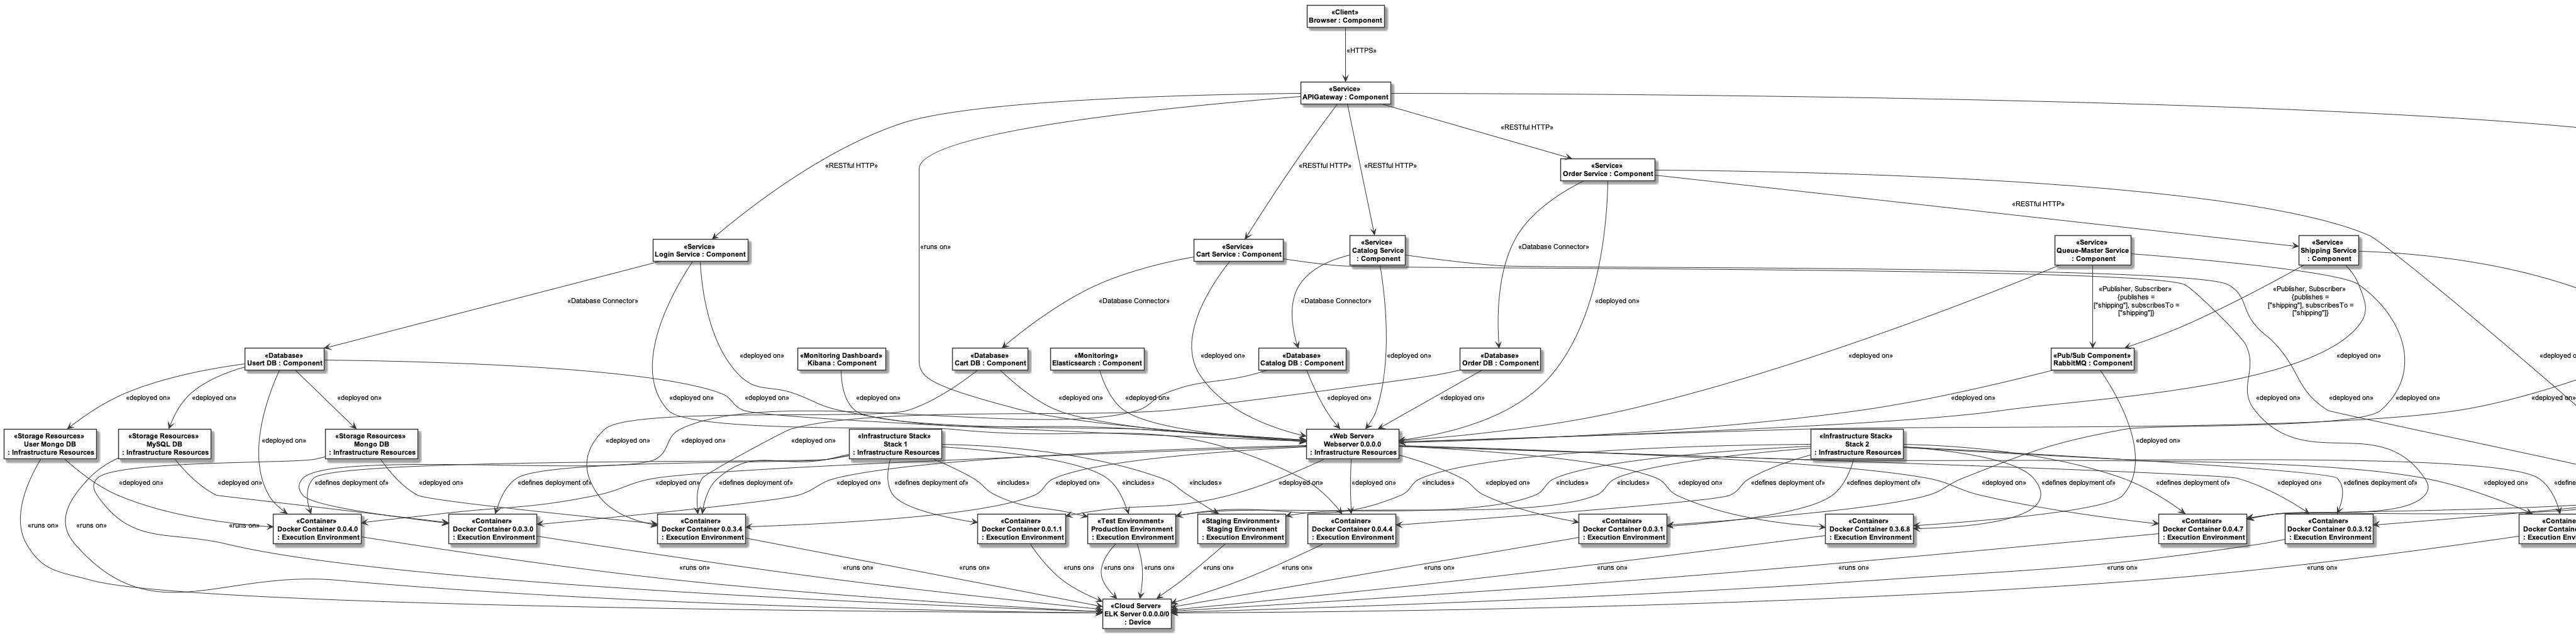 «Client»
Browser : Component
«HTTPS»
«Service»
APIGateway : Component
«RESTful HTTP»
«Service»
Order Service : Component
«RESTful HTTP»
«RESTful HTTP»
«RESTful HTTP»
«RESTful HTTP»
«Service»
Login Service : Component
«runs on»
«Service»
Cart Service : Component
«Service»
Catalog Service
: Component
«Database Connector»
«Service»
Queue-Master Service
: Component
«Service»
Shipping Service
: Component
«Database Connector»
«Database Connector»
«Database Connector»
«deployed on»
«Publisher, Subscriber»
{publishes =
["shipping"], subscribesTo =
["shipping"]}
«Publisher, Subscriber»
{publishes =
["shipping"], subscribesTo =
["shipping"]}
«Database»
Usert DB : Component
«deployed on»
«Monitoring Dashboard»
Kibana : Component
«Database»
Cart DB : Component
«Monitoring»
Elasticsearch : Component
«deployed on»
«Database»
Catalog DB : Component
«deployed on»
«Database»
Order DB : Component
«deployed on»
«Pub/Sub Component»
RabbitMQ : Component
«deployed on»
«deployed o
«deployed on»
«deployed on»
«deployed on»
«deployed on»
«deployed on»
«deployed on»
«deployed on»
«deployed on»
«deployed on»
«deployed on»
«deployed on»
«deployed on»
«deployed on»
«deployed on»
«Storage Resources»
User Mongo DB
: Infrastructure Resources
«Storage Resources»
MySQL DB
: Infrastructure Resources
«deployed on»
«Storage Resources»
Mongo DB
: Infrastructure Resources
«deployed on»
«deployed on»
«deployed on»
«Infrastructure Stack»
Stack 1
: Infrastructure Resources
«Web Server»
Webserver 0.0.0.0
: Infrastructure Resources
«Infrastructure Stack»
Stack 2
: Infrastructure Resources
«deployed on»
«deployed on»
«deployed on»
«defines deployment of»
«deployed on»
«deployed on»
«defines deployment of»
«deployed on»
«defines deployment of»
«deployed on»
«defines deployment of»
«includes»
«includes»
«deployed on»
«includes»
«deployed on»
«includes»
«deployed on»
«includes»
«defines deployment of»
«deployed on»
«defines deployment of»
«defines deployment of»
«deployed on»
«defines deployment of»
«deployed on»
«defines deployment of»
«deployed on»
«define
«runs on»
«runs on»
«runs on»
«Container»
Docker Container 0.0.4.0
: Execution Environment
«Container»
Docker Container 0.0.3.0
: Execution Environment
«Container»
Docker Container 0.0.3.4
: Execution Environment
«Container»
Docker Container 0.0.1.1
: Execution Environment
«Test Environment»
Production Environment
: Execution Environment
«Staging Environment»
Staging Environment
: Execution Environment
«Container»
Docker Container 0.0.4.4
: Execution Environment
«Container»
Docker Container 0.0.3.1
: Execution Environment
«Container»
Docker Container 0.3.6.8
: Execution Environment
«Container»
Docker Container 0.0.4.7
: Execution Environment
«Container»
Docker Container 0.0.3.12
: Execution Environment
«Contain
Docker Contain
: Execution Envi
«runs on»
«runs on»
«runs on»
«runs on»
«runs on»
«runs on»
«runs on»
«runs on»
«runs on»
«runs on»
«runs on»
«runs on»
«runs on»
«Cloud Server»
ELK Server 0.0.0.0/0
: Device